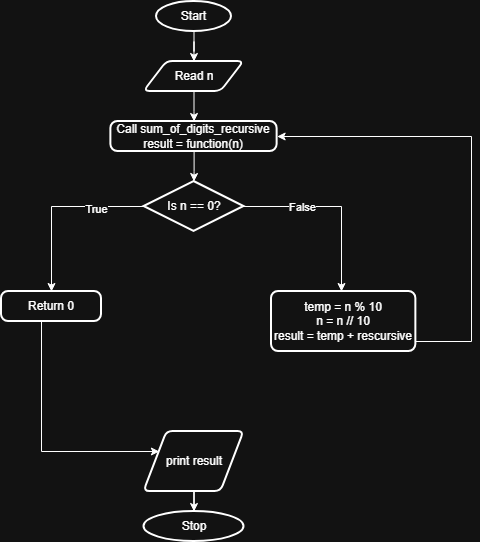 Start
Read n
Call sum_of_digits_recursive
result = function(n)
Is n == 0?
True
False
Return 0
temp = n % 10
n = n // 10
result = temp + rescursive
print result
Stop